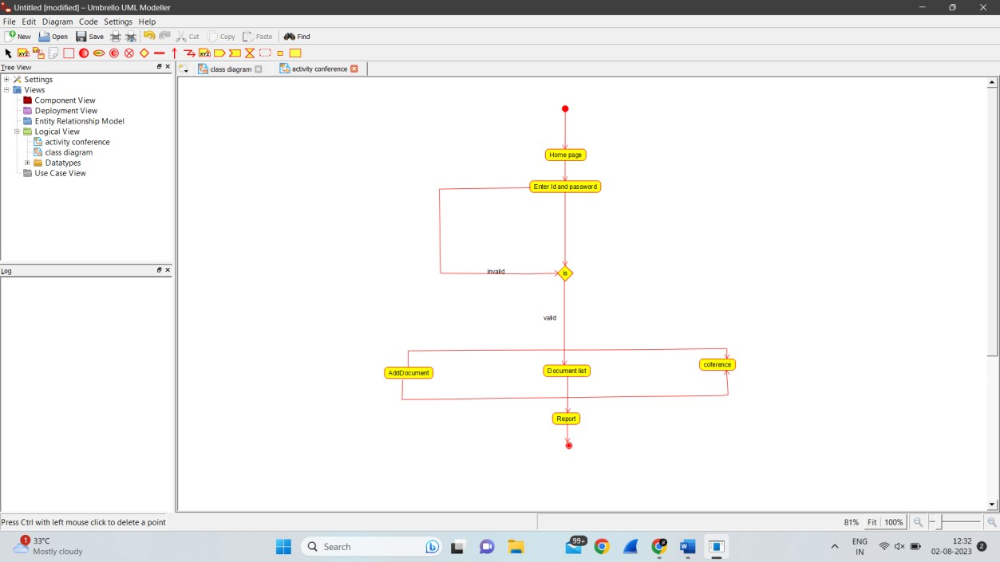 Untitled [modified] – Umbrello UML Modeller
File Edit Diagram Code Settings Help
New Open Save Cut Copy Paste Find
XYZ XYZ
Tree View
class diagram activity conference
Settings
Views
Component View
Deployment View
Entity Relationship Model
Logical View
activity conference
class diagram
Datatypes
Use Case View
Log
Home page
Enter Id and password
invalid
is
valid
AddDocument
Document list
coference
Report
Press Ctrl with left mouse click to delete a point
81% Fit 100%
1
33°C
Mostly cloudy
Search
99+
ENG
IN
12:32
02-08-2023
2